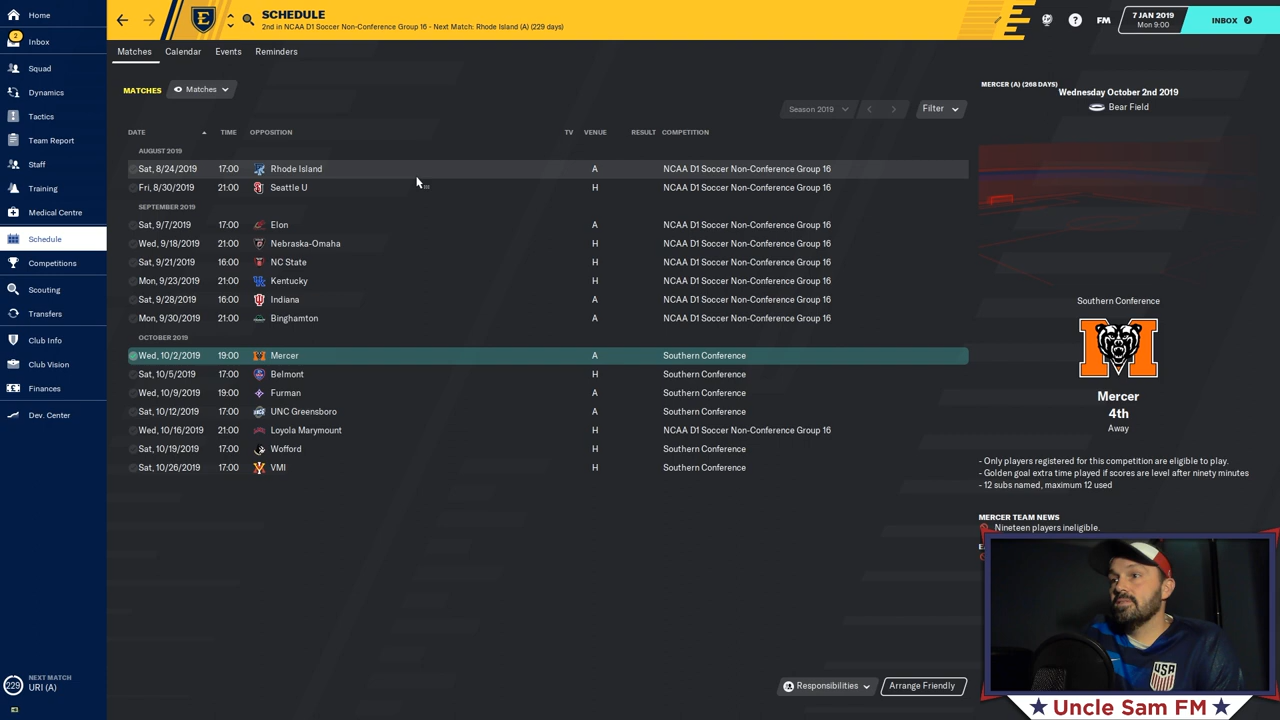 SCHEDULE
2nd in NCAA D1 Soccer Non-Conference Group 16 - Next Match: Rhode Island (A) (229 days)
FM
7 JAN 2019
Mon 9:00
INBOX
Home
2
Inbox
Squad
Dynamics
Tactics
Team Report
Staff
Training
Medical Centre
Schedule
Competitions
Scouting
Transfers
Club Info
Club Vision
Finances
Dev. Center
229
NEXT MATCH
URI (A)
Matches Calendar Events Reminders
MATCHES Matches
Season 2019 Filter
DATE TIME OPPOSITION TV VENUE RESULT COMPETITION
AUGUST 2019
Sat, 8/24/2019 17:00 Rhode Island A NCAA D1 Soccer Non-Conference Group 16
Fri, 8/30/2019 21:00 Seattle U H NCAA D1 Soccer Non-Conference Group 16
SEPTEMBER 2019
Sat, 9/7/2019 17:00 Elon A NCAA D1 Soccer Non-Conference Group 16
Wed, 9/18/2019 21:00 Nebraska-Omaha H NCAA D1 Soccer Non-Conference Group 16
Sat, 9/21/2019 16:00 NC State H NCAA D1 Soccer Non-Conference Group 16
Mon, 9/23/2019 21:00 Kentucky H NCAA D1 Soccer Non-Conference Group 16
Sat, 9/28/2019 16:00 Indiana A NCAA D1 Soccer Non-Conference Group 16
Mon, 9/30/2019 21:00 Binghamton A NCAA D1 Soccer Non-Conference Group 16
OCTOBER 2019
Wed, 10/2/2019 19:00 Mercer A Southern Conference
Sat, 10/5/2019 17:00 Belmont H Southern Conference
Wed, 10/9/2019 19:00 Furman A Southern Conference
Sat, 10/12/2019 17:00 UNC Greensboro A Southern Conference
Wed, 10/16/2019 21:00 Loyola Marymount H NCAA D1 Soccer Non-Conference Group 16
Sat, 10/19/2019 17:00 Wofford H Southern Conference
Sat, 10/26/2019 17:00 VMI H Southern Conference
Responsibilities Arrange Friendly
MERCER (A) (268 DAYS)
Wednesday October 2nd 2019
Bear Field
Southern Conference
Mercer
4th
Away
- Only players registered for this competition are eligible to play.
- Golden goal extra time played if scores are level after ninety minutes
- 12 subs named, maximum 12 used
MERCER TEAM NEWS
Nineteen players ineligible.
USA
★ Uncle Sam FM ★